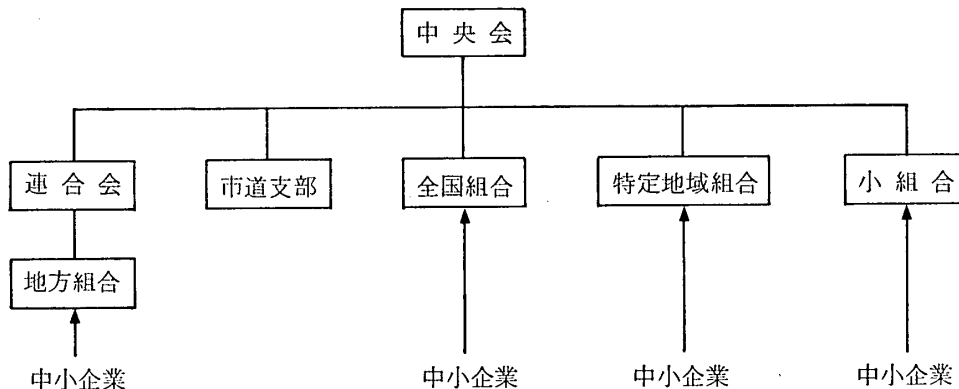 中央会
連合会
市道支部
全国組合
特定地域組合
小組合
地方組合
中小企業
中小企業
中小企業
中小企業